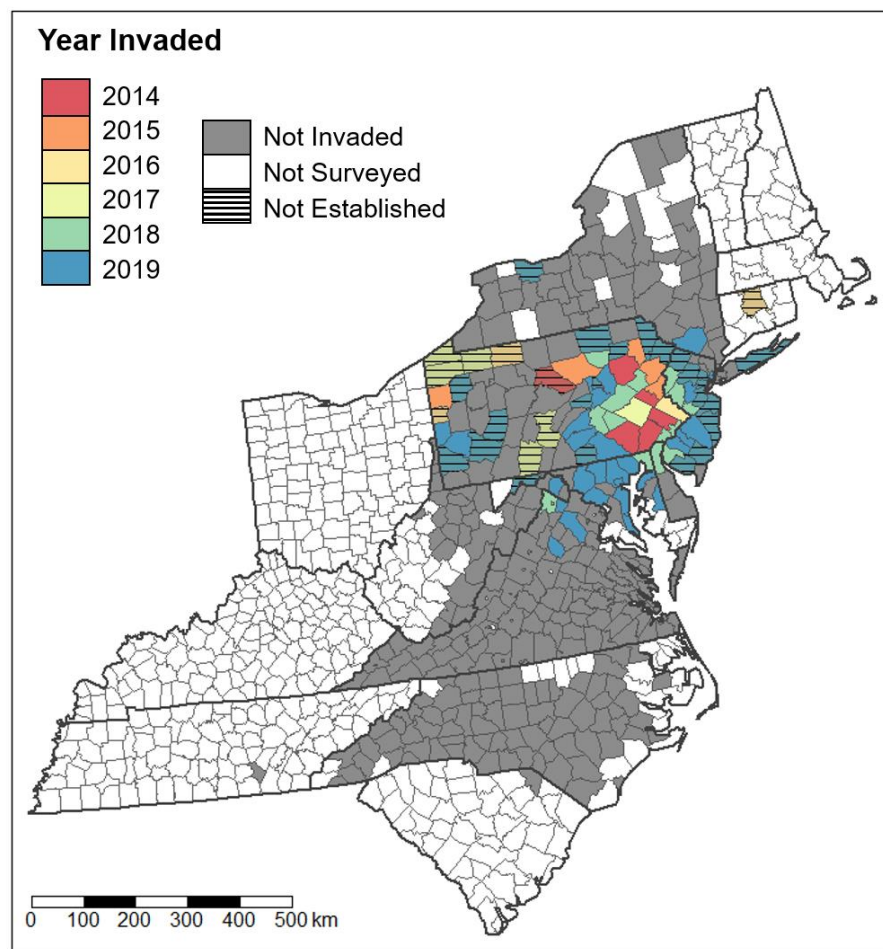 Year Invaded
2014
2015
2016
2017
2018
2019
Not Invaded
Not Surveyed
Not Established
0 100 200 300 400 500 km